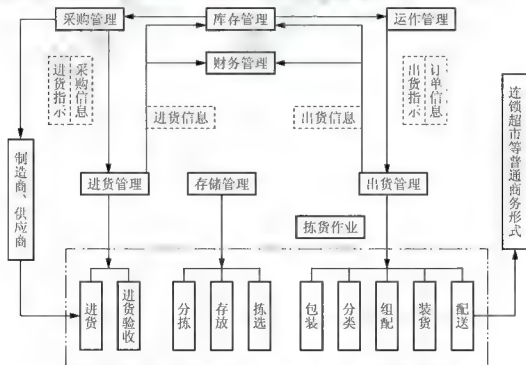 采购管理
库存管理
运作管理
财务管理
进货指示
采购信息
进货信息
出货信息
出货指示
订单信息
连锁超市等普通商务形式
制造商、供应商
进货管理
存储管理
出货管理
拣货作业
进货
进货验收
分拣
存放
拣选
包装
分类
组配
装货
配送